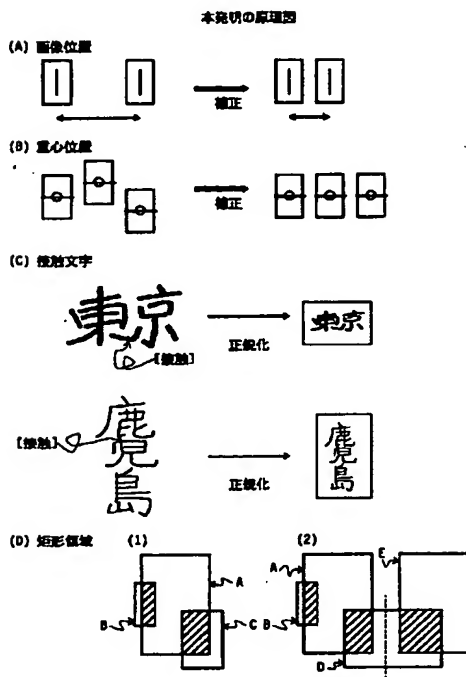 本発明の原理図
(A) 画像位置
補正
(B) 重心位置
補正
(C) 接触文字
東京
[接触]
正規化
東京
鹿児島
[接触]
正規化
鹿児島
(D) 矩形領域
(1)
(2)
A
B
C
A
E
B
D